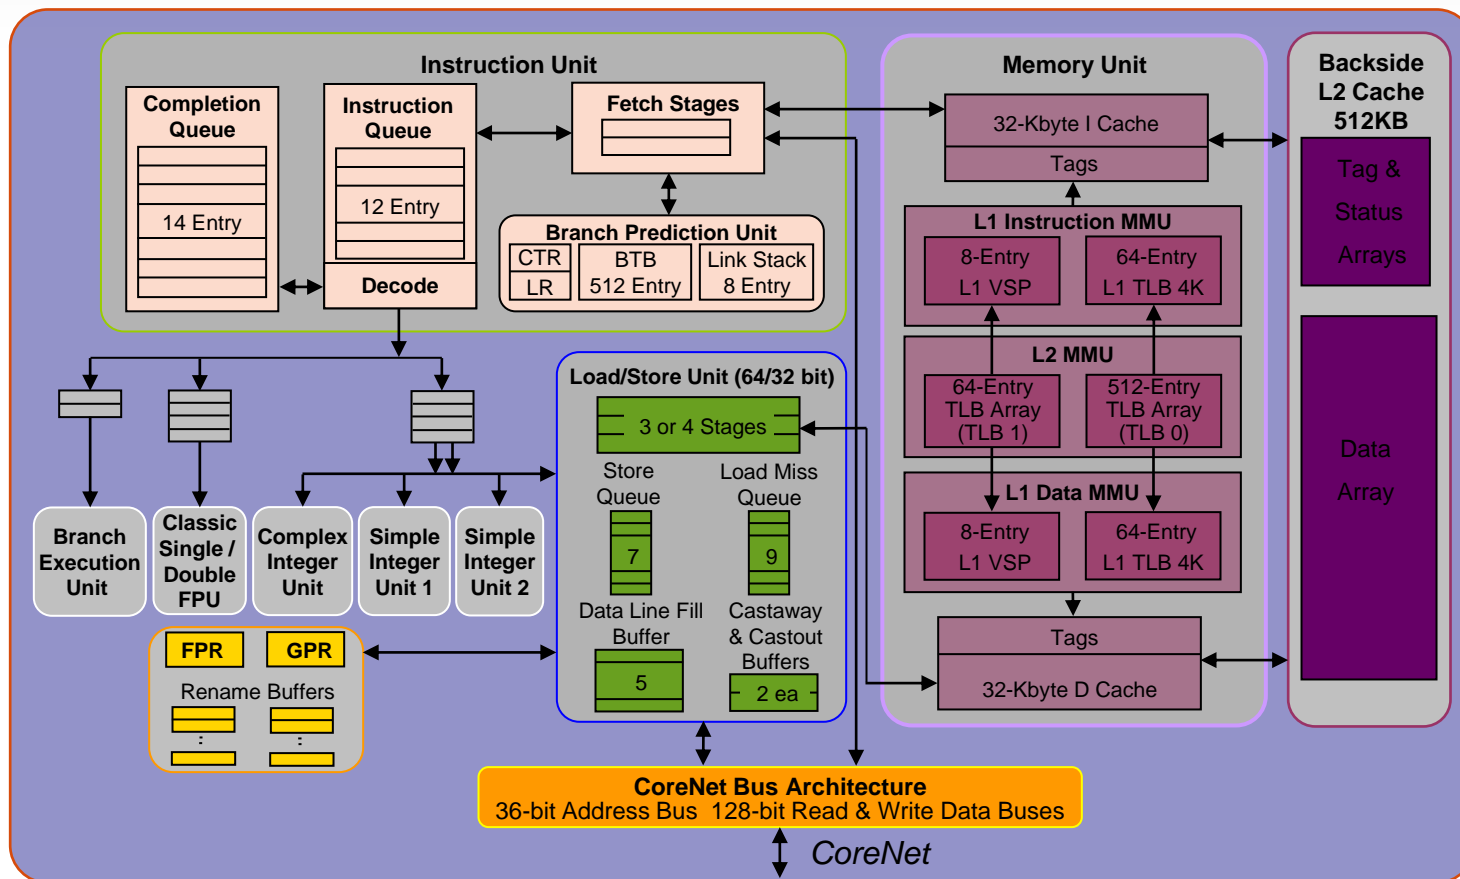 Instruction Unit
Completion
Queue
14 Entry
Instruction
Queue
12 Entry
Decode
Fetch Stages
Branch Prediction Unit
CTR
LR
BTB
512 Entry
Link Stack
8 Entry
Memory Unit
32-Kbyte I Cache
Tags
L1 Instruction MMU
8-Entry
L1 VSP
64-Entry
L1 TLB 4K
L2 MMU
64-Entry
TLB Array
(TLB 1)
512-Entry
TLB Array
(TLB 0)
L1 Data MMU
8-Entry
L1 VSP
64-Entry
L1 TLB 4K
Tags
32-Kbyte D Cache
Backside
L2 Cache
512KB
Tag &
Status
Arrays
Data
Array
Load/Store Unit (64/32 bit)
3 or 4 Stages
Store
Queue
7
Load Miss
Queue
9
Data Line Fill
Buffer
5
Castaway
& Castout
Buffers
2 ea
Branch
Execution
Unit
Classic
Single /
Double
FPU
Complex
Integer
Unit
Simple
Integer
Unit 1
Simple
Integer
Unit 2
FPR
GPR
Rename Buffers
CoreNet Bus Architecture
36-bit Address Bus 128-bit Read & Write Data Buses
CoreNet